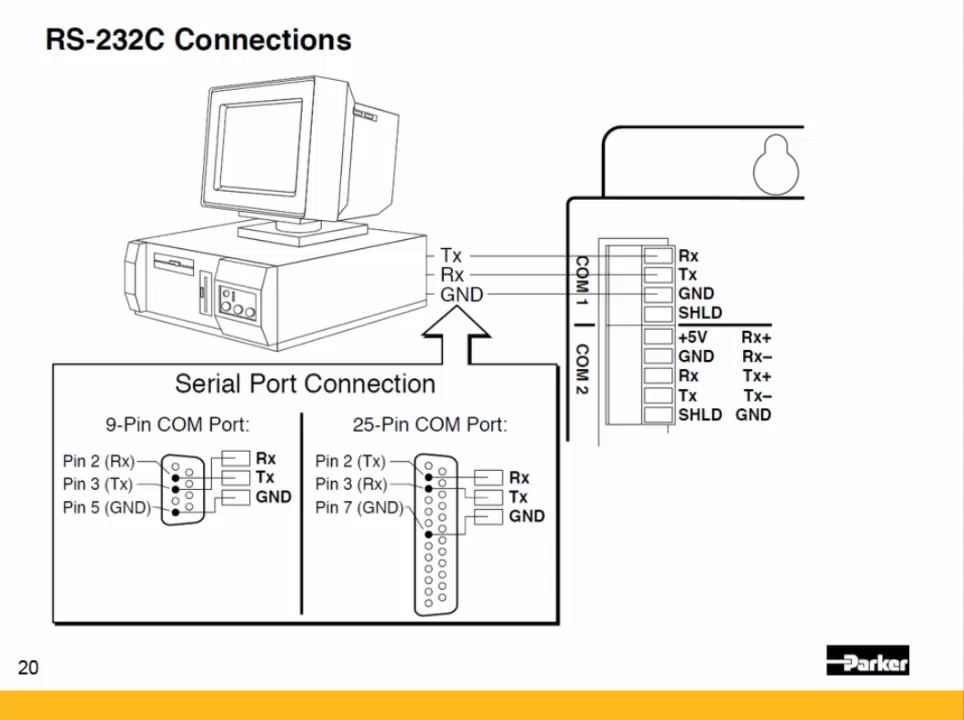 RS-232C Connections
Tx
Rx
GND
COM 1
Rx
Tx
GND
SHLD
COM 2
+5V Rx+
GND Rx–
Rx Tx+
Tx Tx–
SHLD GND
Serial Port Connection
9-Pin COM Port:
Pin 2 (Rx)
Pin 3 (Tx)
Pin 5 (GND)
Rx
Tx
GND
25-Pin COM Port:
Pin 2 (Tx)
Pin 3 (Rx)
Pin 7 (GND)
Rx
Tx
GND
20
Parker